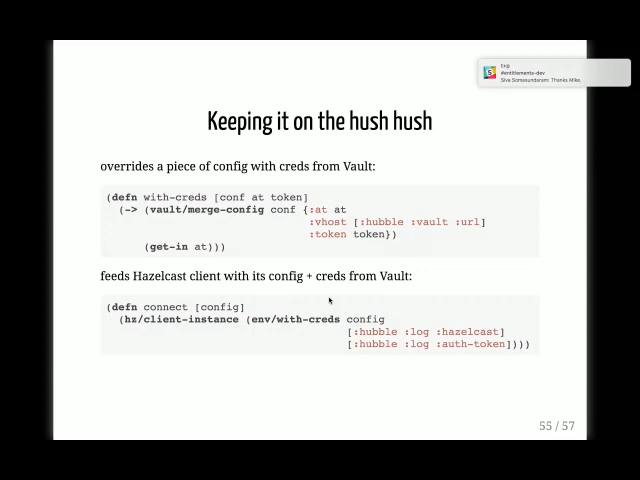 t>p
#entitlements-dev
Siva Somasundaram: Thanks Mike.
Keeping it on the hush hush
overrides a piece of config with creds from Vault:
(defn with-creds [conf at token]
(-> (vault/merge-config conf {:at at
:vhost [:hubble :vault :url]
:token token})
(get-in at)))
feeds Hazelcast client with its config + creds from Vault:
(defn connect [config]
(hz/client-instance (env/with-creds config
[:hubble :log :hazelcast]
[:hubble :log :auth-token])))
55 / 57